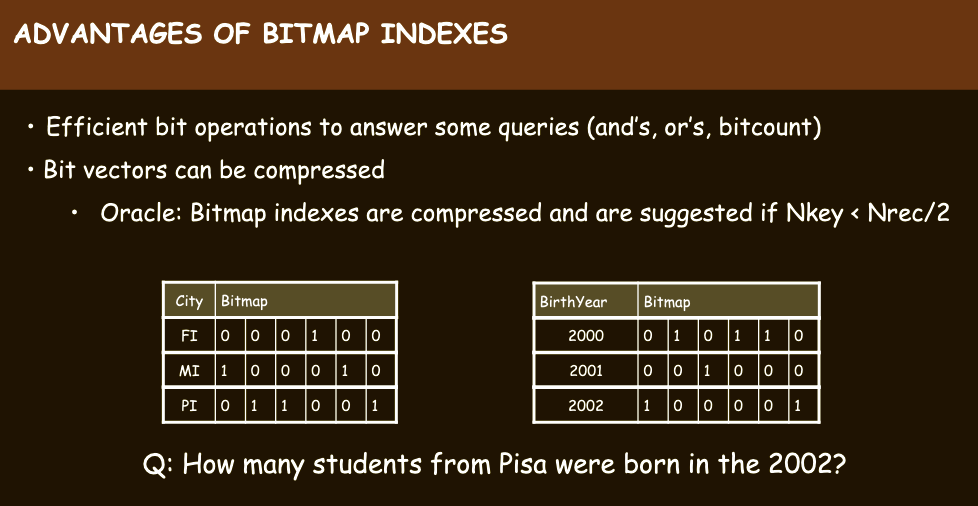 ADVANTAGES OF BITMAP INDEXES
• Efficient bit operations to answer some queries (and's, or's, bitcount)
• Bit vectors can be compressed
• Oracle: Bitmap indexes are compressed and are suggested if Nkey < Nrec/2
City Bitmap
FI 0 0 0 1 0 0
MI 1 0 0 0 1 0
PI 0 1 1 0 0 1
BirthYear Bitmap
2000 0 1 0 1 1 0
2001 0 0 1 0 0 0
2002 1 0 0 0 0 1
Q: How many students from Pisa were born in the 2002?